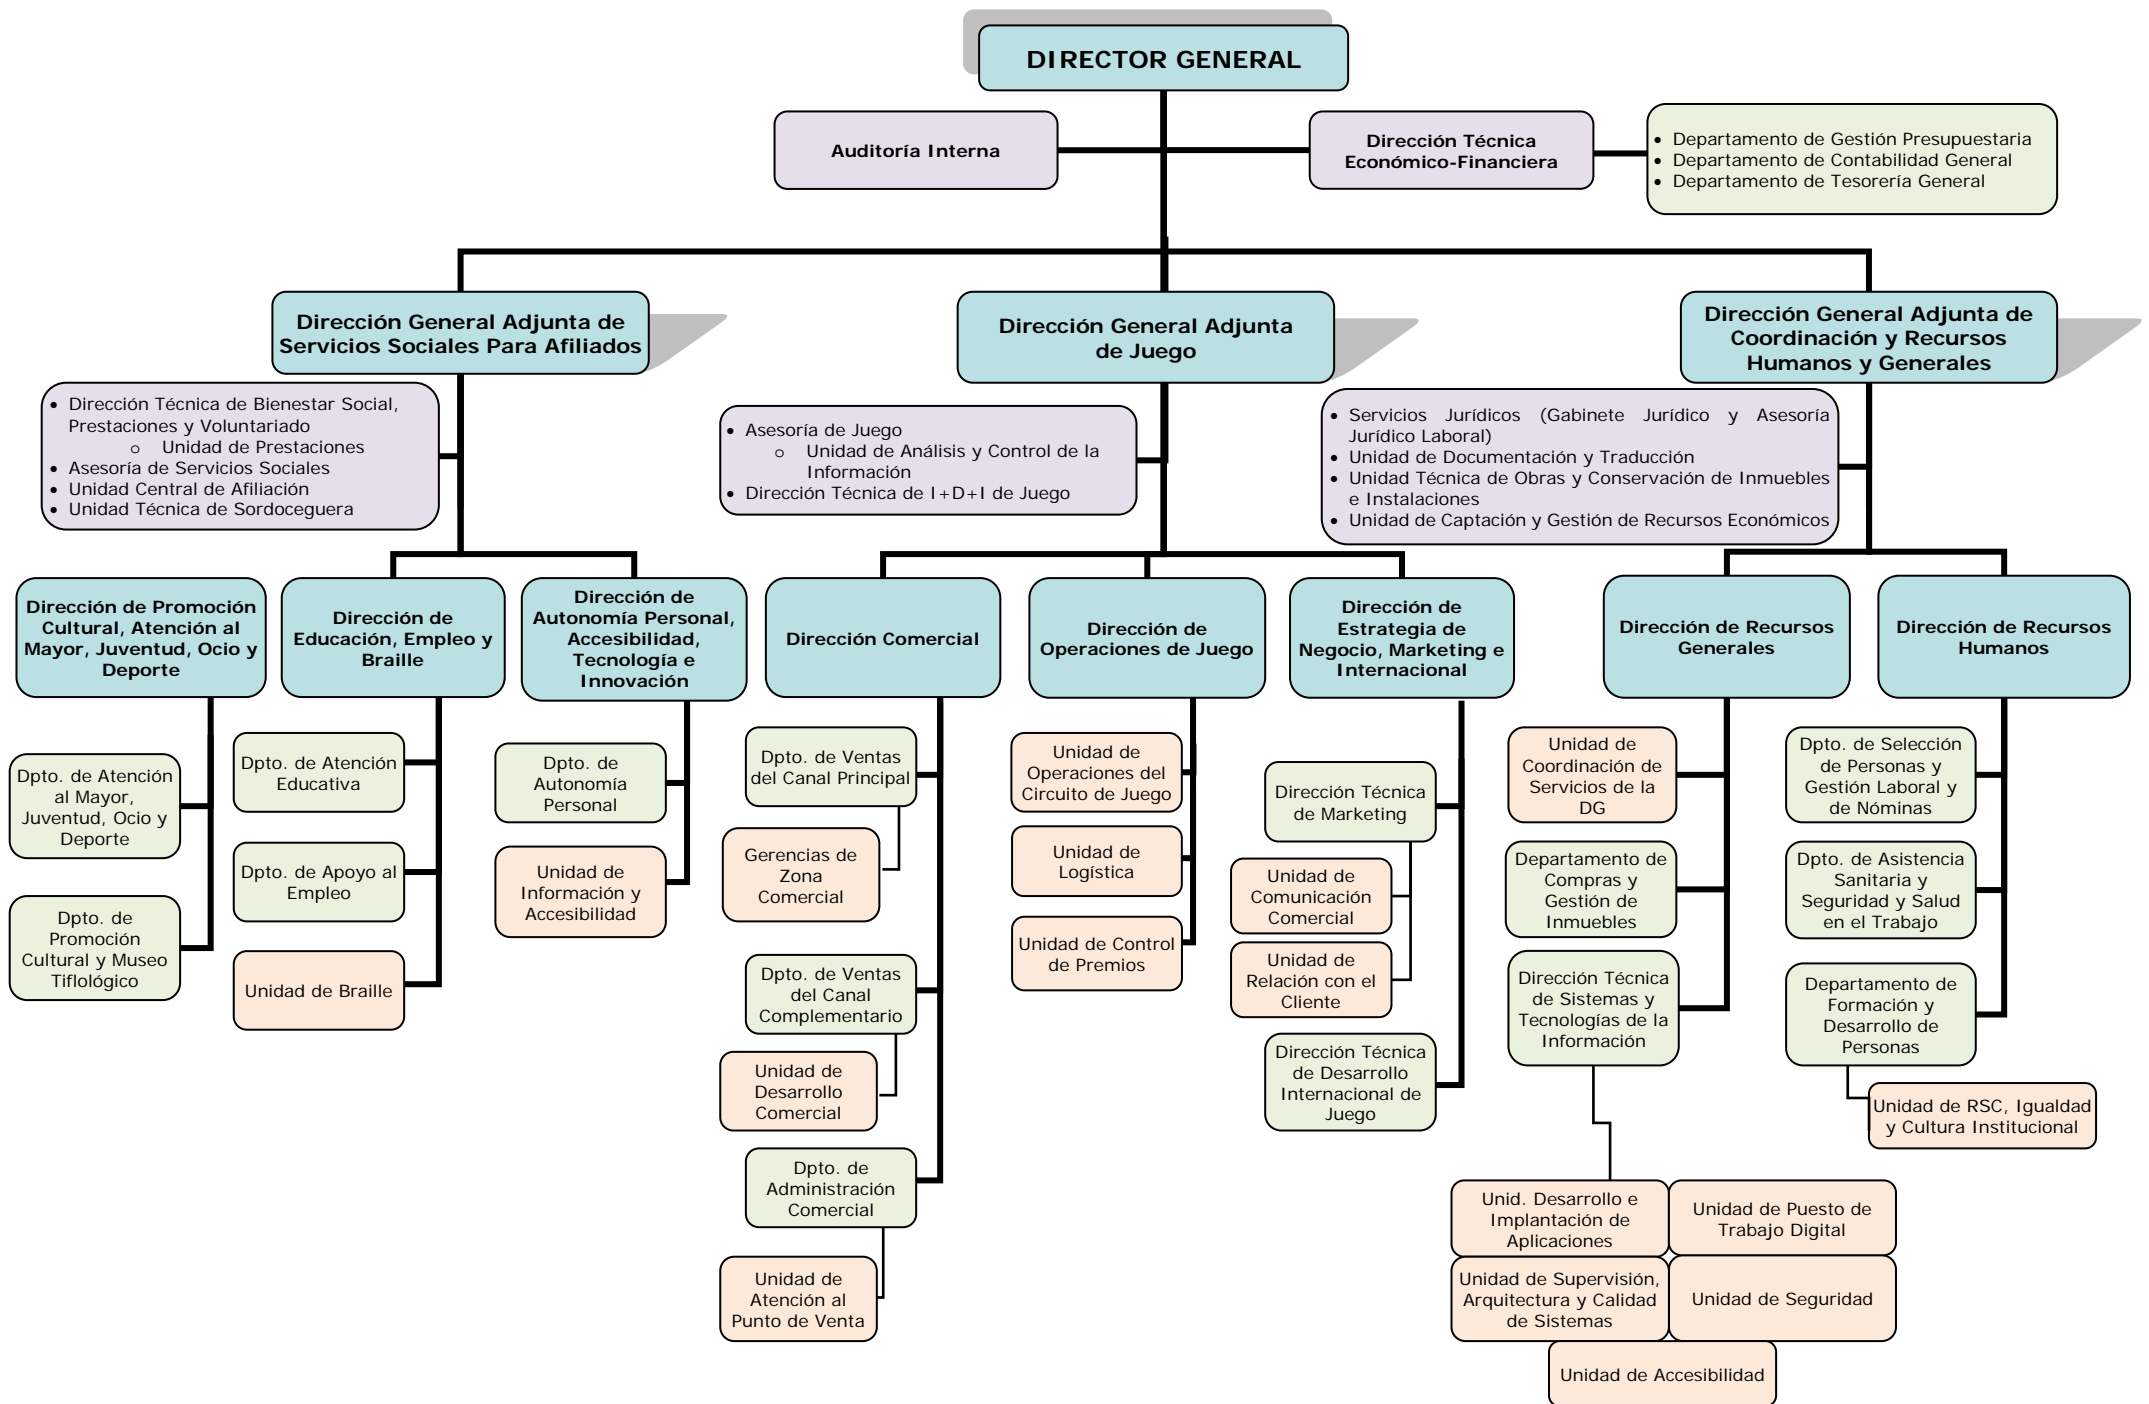 DIRECTOR GENERAL
Auditoría Interna
Dirección Técnica
Económico-Financiera
• Departamento de Gestión Presupuestaria
• Departamento de Contabilidad General
• Departamento de Tesorería General
Dirección General Adjunta de
Servicios Sociales Para Afiliados
Dirección General Adjunta
de Juego
Dirección General Adjunta de
Coordinación y Recursos
Humanos y Generales
• Dirección Técnica de Bienestar Social,
Prestaciones y Voluntariado
o Unidad de Prestaciones
• Asesoría de Servicios Sociales
• Unidad Central de Afiliación
• Unidad Técnica de Sordoceguera
• Asesoría de Juego
o Unidad de Análisis y Control de la
Información
• Dirección Técnica de I+D+I de Juego
• Servicios Jurídicos (Gabinete Jurídico y Asesoría
Jurídico Laboral)
• Unidad de Documentación y Traducción
• Unidad Técnica de Obras y Conservación de Inmuebles
e Instalaciones
• Unidad de Captación y Gestión de Recursos Económicos
Dirección de Promoción
Cultural, Atención al
Mayor, Juventud, Ocio y
Deporte
Dirección de
Educación, Empleo y
Braille
Dirección de
Autonomía Personal,
Accesibilidad,
Tecnología e
Innovación
Dirección Comercial
Dirección de
Operaciones de Juego
Dirección de
Estrategia de
Negocio, Marketing e
Internacional
Dirección de Recursos
Generales
Dirección de Recursos
Humanos
Dpto. de Atención
al Mayor,
Juventud, Ocio y
Deporte
Dpto. de
Promoción
Cultural y Museo
Tiflológico
Dpto. de Atención
Educativa
Dpto. de Apoyo al
Empleo
Unidad de Braille
Dpto. de
Autonomía
Personal
Unidad de
Información y
Accesibilidad
Dpto. de Ventas
del Canal Principal
Gerencias de
Zona
Comercial
Dpto. de Ventas
del Canal
Complementario
Unidad de
Desarrollo
Comercial
Dpto. de
Administración
Comercial
Unidad de
Atención al
Punto de Venta
Unidad de
Operaciones del
Circuito de Juego
Unidad de
Logística
Unidad de Control
de Premios
Dirección Técnica
de Marketing
Unidad de
Comunicación
Comercial
Unidad de
Relación con el
Cliente
Dirección Técnica
de Desarrollo
Internacional de
Juego
Unidad de
Coordinación de
Servicios de la
DG
Departamento de
Compras y
Gestión de
Inmuebles
Dirección Técnica
de Sistemas y
Tecnologías de la
Información
Unid. Desarrollo e
Implantación de
Aplicaciones
Unidad de Puesto de
Trabajo Digital
Unidad de Supervisión,
Arquitectura y Calidad
de Sistemas
Unidad de Seguridad
Unidad de Accesibilidad
Dpto. de Selección
de Personas y
Gestión Laboral y
de Nóminas
Dpto. de Asistencia
Sanitaria y
Seguridad y Salud
en el Trabajo
Departamento de
Formación y
Desarrollo de
Personas
Unidad de RSC, Igualdad
y Cultura Institucional